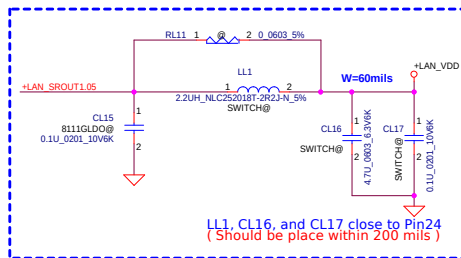 RL11 1 @ 2 0_0603_5%
+LAN_VDD
LL1
W=60mils
+LAN_SROUT1.05
1 2
2.2UH_NLC252018T-2R2J-N_5%
SWITCH@
CL15
8111GLDO@
0.1U_0201_10V6K
1
2
CL16
SWITCH@
1
2
4.7U_0603_6.3V6K
CL17
SWITCH@
1
2
0.1U_0201_10V6K
LL1, CL16, and CL17 close to Pin24
( Should be place within 200 mils )